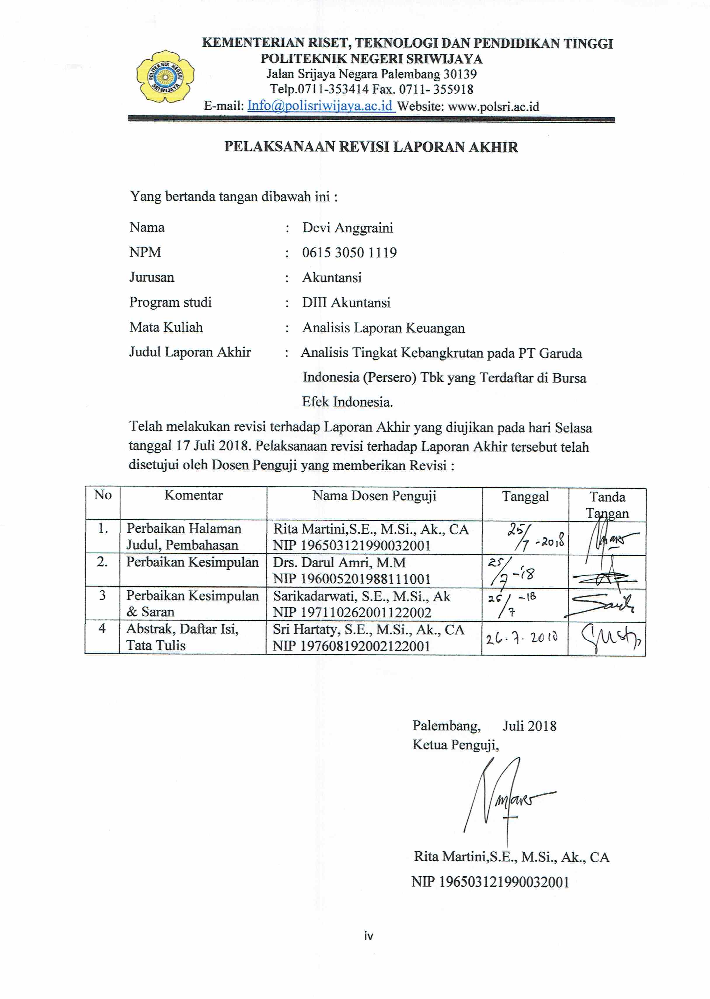 KEMENTERIAN RISET, TEKNOLOGI DAN PENDIDIKAN TINGGI
POLITEKNIK NEGERI SRIWIJAYA
Jalan Srijaya Negara Palembang 30139
Telp.0711-353414 Fax. 0711- 355918
E-mail: Info@polisriwijaya.ac.id Website: www.polsri.ac.id
POLITEKNIK NEGERI
SRIWIJAYA
PELAKSANAAN REVISI LAPORAN AKHIR
Yang bertanda tangan dibawah ini :
Nama : Devi Anggraini
NPM : 0615 3050 1119
Jurusan : Akuntansi
Program studi : DIII Akuntansi
Mata Kuliah : Analisis Laporan Keuangan
Judul Laporan Akhir : Analisis Tingkat Kebangkrutan pada PT Garuda
Indonesia (Persero) Tbk yang Terdaftar di Bursa
Efek Indonesia.
Telah melakukan revisi terhadap Laporan Akhir yang diujikan pada hari Selasa
tanggal 17 Juli 2018. Pelaksanaan revisi terhadap Laporan Akhir tersebut telah
disetujui oleh Dosen Penguji yang memberikan Revisi :
No Komentar Nama Dosen Penguji Tanggal Tanda
Tangan
1. Perbaikan Halaman Rita Martini,S.E., M.Si., Ak., CA 25/7-2018
Judul, Pembahasan NIP 196503121990032001
2. Perbaikan Kesimpulan Drs. Darul Amri, M.M 25/7-'18
NIP 196005201988111001
3 Perbaikan Kesimpulan Sarikadarwati, S.E., M.Si., Ak /7 -18
& Saran NIP 197110262001122002
4 Abstrak, Daftar Isi, Sri Hartaty, S.E., M.Si., Ak., CA 26.7.
Tata Tulis NIP 197608192002122001
Palembang, Juli 2018
Ketua Penguji,
Rita Martini,S.E., M.Si., Ak., CA
NIP 196503121990032001
iv